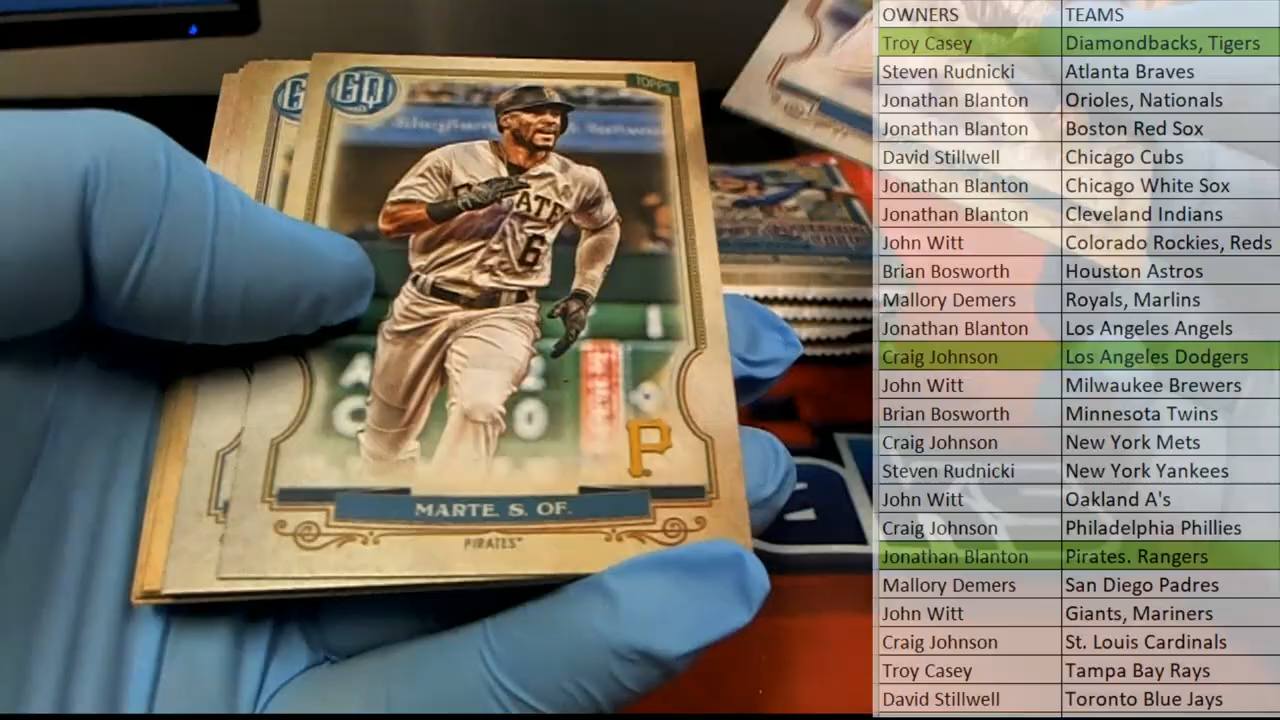 GQ
TOPPS
GQ
PIRATE
6
P
MARTE, S. OF.
PIRATES
OWNERS TEAMS
Troy Casey Diamondbacks, Tigers
Steven Rudnicki Atlanta Braves
Jonathan Blanton Orioles, Nationals
Jonathan Blanton Boston Red Sox
David Stillwell Chicago Cubs
Jonathan Blanton Chicago White Sox
Jonathan Blanton Cleveland Indians
John Witt Colorado Rockies, Reds
Brian Bosworth Houston Astros
Mallory Demers Royals, Marlins
Jonathan Blanton Los Angeles Angels
Craig Johnson Los Angeles Dodgers
John Witt Milwaukee Brewers
Brian Bosworth Minnesota Twins
Craig Johnson New York Mets
Steven Rudnicki New York Yankees
John Witt Oakland A's
Craig Johnson Philadelphia Phillies
Jonathan Blanton Pirates. Rangers
Mallory Demers San Diego Padres
John Witt Giants, Mariners
Craig Johnson St. Louis Cardinals
Troy Casey Tampa Bay Rays
David Stillwell Toronto Blue Jays